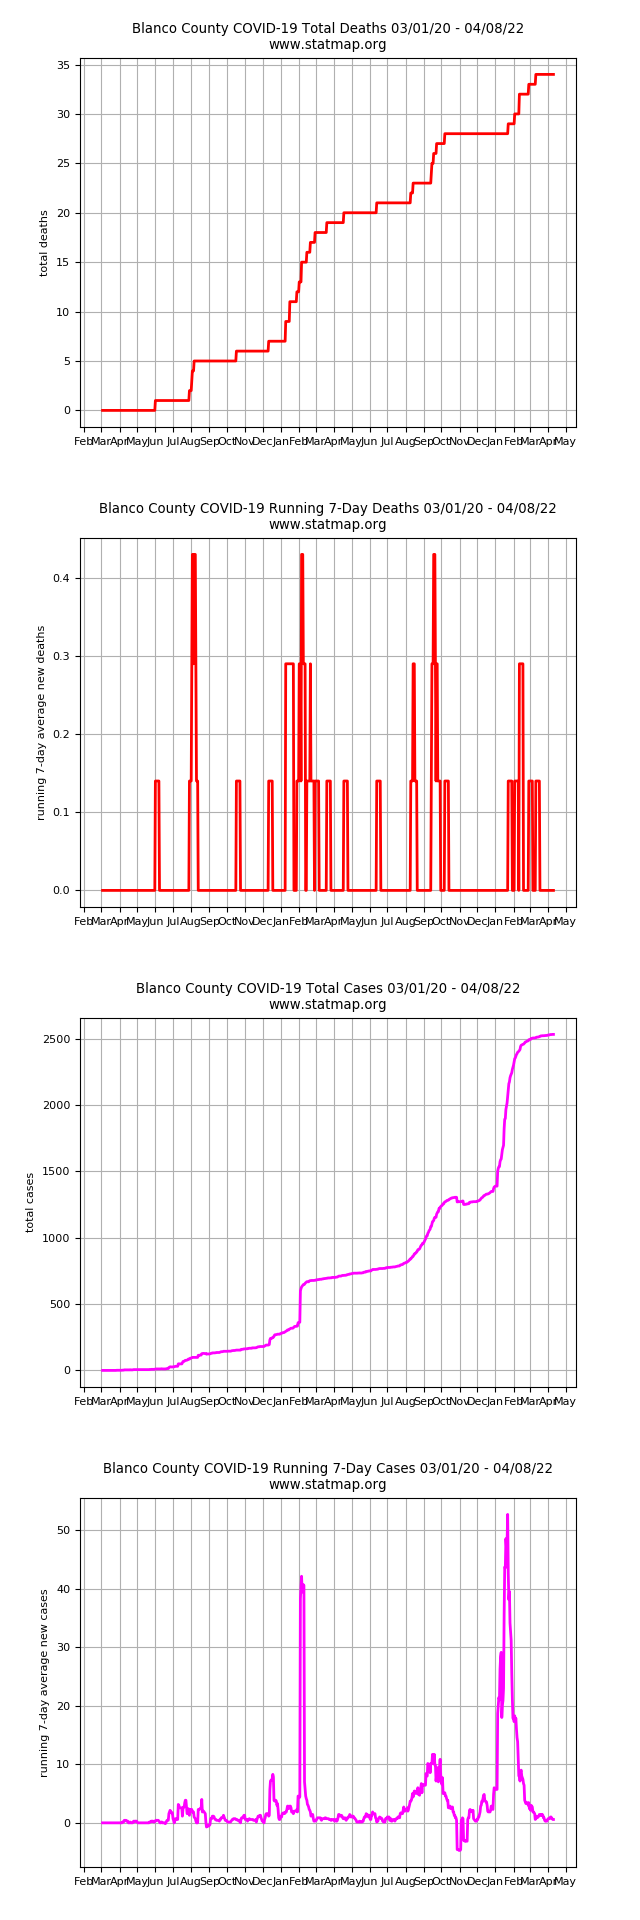 Blanco County COVID-19 Total Deaths 03/01/20 - 04/08/22
www.statmap.org
35
30
25
20
15
10
5
0
total deaths
Feb Mar Apr May Jun Jul Aug Sep Oct Nov Dec Jan Feb Mar Apr May Jun Jul Aug Sep Oct Nov Dec Jan Feb Mar Apr May
Blanco County COVID-19 Running 7-Day Deaths 03/01/20 - 04/08/22
www.statmap.org
0.4
0.3
0.2
0.1
0.0
running 7-day average new deaths
Feb Mar Apr May Jun Jul Aug Sep Oct Nov Dec Jan Feb Mar Apr May Jun Jul Aug Sep Oct Nov Dec Jan Feb Mar Apr May
Blanco County COVID-19 Total Cases 03/01/20 - 04/08/22
www.statmap.org
2500
2000
1500
1000
500
0
total cases
Feb Mar Apr May Jun Jul Aug Sep Oct Nov Dec Jan Feb Mar Apr May Jun Jul Aug Sep Oct Nov Dec Jan Feb Mar Apr May
Blanco County COVID-19 Running 7-Day Cases 03/01/20 - 04/08/22
www.statmap.org
50
40
30
20
10
0
running 7-day average new cases
Feb Mar Apr May Jun Jul Aug Sep Oct Nov Dec Jan Feb Mar Apr May Jun Jul Aug Sep Oct Nov Dec Jan Feb Mar Apr May